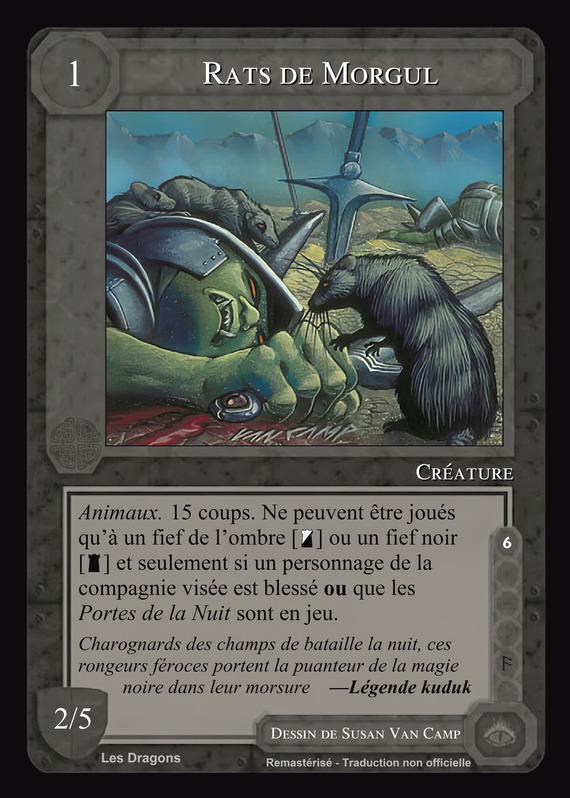 1
RATS DE MORGUL
VAN CAMP
CRÉATURE
Animaux. 15 coups. Ne peuvent être joués
qu'à un fief de l'ombre [ ] ou un fief noir
[ ] et seulement si un personnage de la
compagnie visée est blessé ou que les
Portes de la Nuit sont en jeu.
6
Charognards des champs de bataille la nuit, ces
rongeurs féroces portent la puanteur de la magie
noire dans leur morsure —Légende kuduk
2/5
DESSIN DE SUSAN VAN CAMP
Les Dragons
Remastérisé - Traduction non officielle